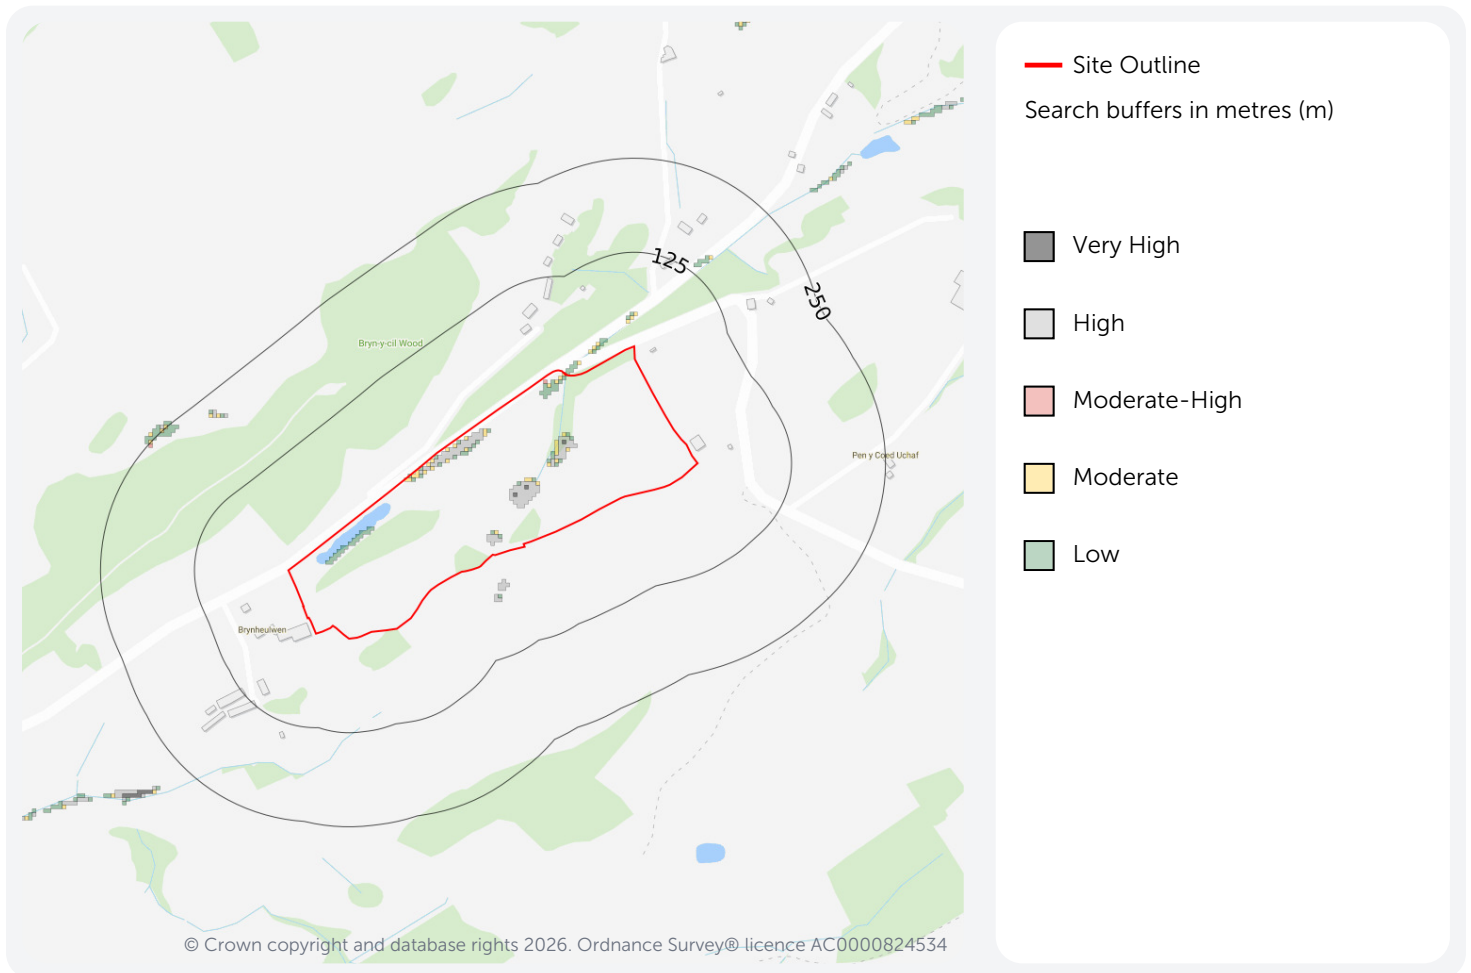 125
250
Bryn-y-cil Wood
Pen y Coed Uchaf
Brynheulwen
© Crown copyright and database rights 2026. Ordnance Survey® licence AC0000824534
Site Outline
Search buffers in metres (m)
Very High
High
Moderate-High
Moderate
Low